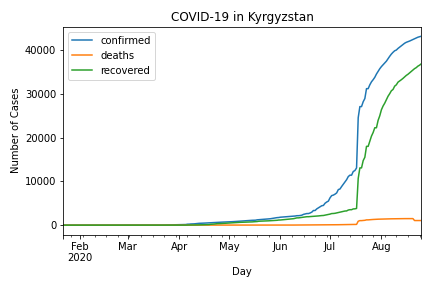 COVID-19 in Kyrgyzstan
confirmed
deaths
recovered
Number of Cases
40000
30000
20000
10000
0
Feb Mar Apr May Jun Jul Aug
2020
Day